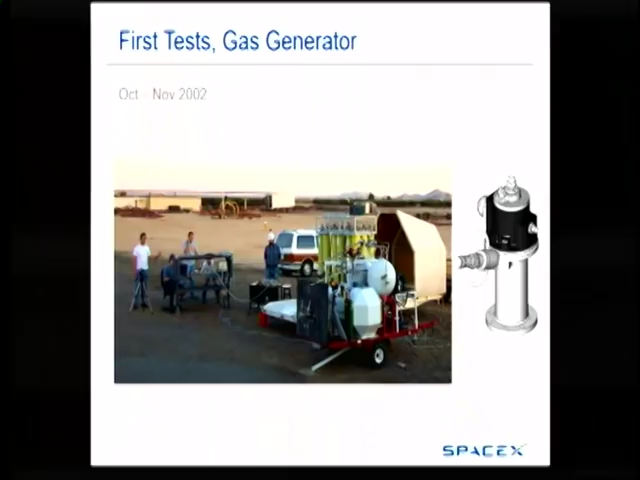 First Tests, Gas Generator
Oct - Nov 2002
SPACEX